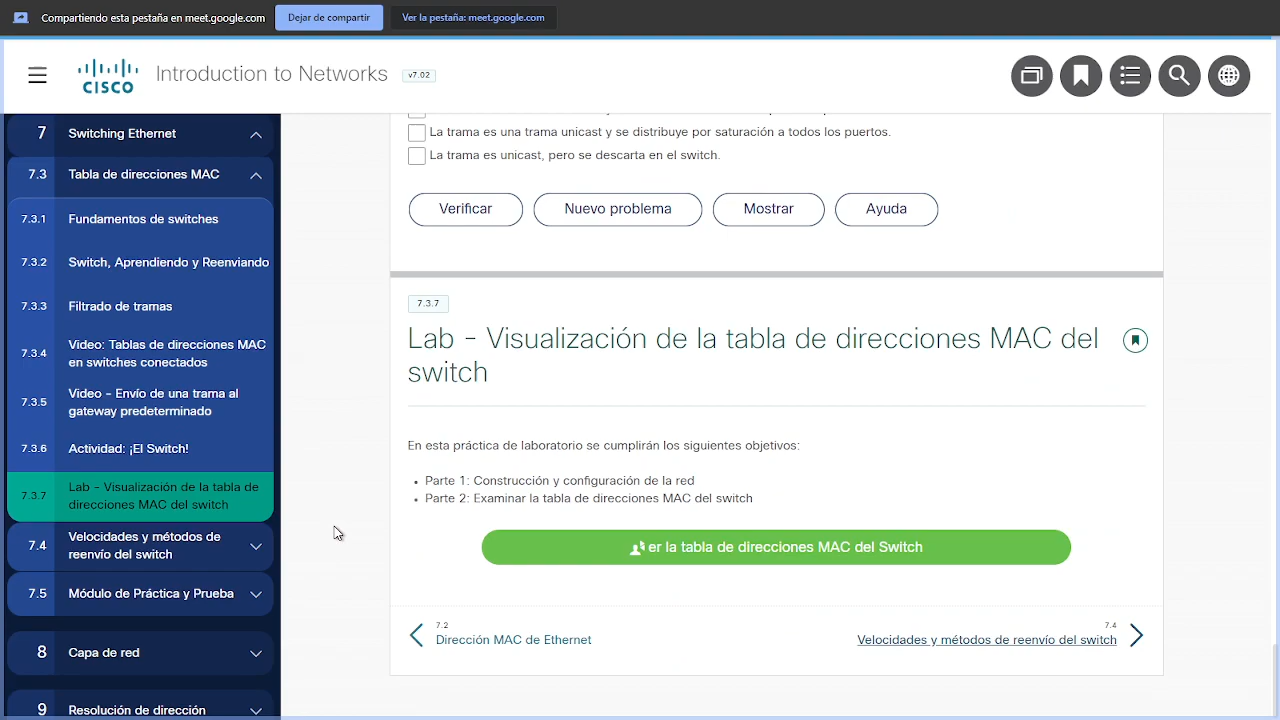 Compartiendo esta pestaña en meet.google.com
Dejar de compartir
Ver la pestaña: meet.google.com
CISCO
Introduction to Networks
v7.02
7 Switching Ethernet
7.3 Tabla de direcciones MAC
7.3.1 Fundamentos de switches
7.3.2 Switch, Aprendiendo y Reenviando
7.3.3 Filtrado de tramas
7.3.4 Video: Tablas de direcciones MAC
en switches conectados
7.3.5 Video - Envío de una trama al
gateway predeterminado
7.3.6 Actividad: ¡El Switch!
7.3.7 Lab - Visualización de la tabla de
direcciones MAC del switch
7.4 Velocidades y métodos de
reenvío del switch
7.5 Módulo de Práctica y Prueba
8 Capa de red
9 Resolución de dirección
La trama es una trama unicast y se distribuye por saturación a todos los puertos.
La trama es unicast, pero se descarta en el switch.
Verificar
Nuevo problema
Mostrar
Ayuda
7.3.7
Lab - Visualización de la tabla de direcciones MAC del
switch
En esta práctica de laboratorio se cumplirán los siguientes objetivos:
• Parte 1: Construcción y configuración de la red
• Parte 2: Examinar la tabla de direcciones MAC del switch
er la tabla de direcciones MAC del Switch
7.2
Dirección MAC de Ethernet
7.4
Velocidades y métodos de reenvío del switch